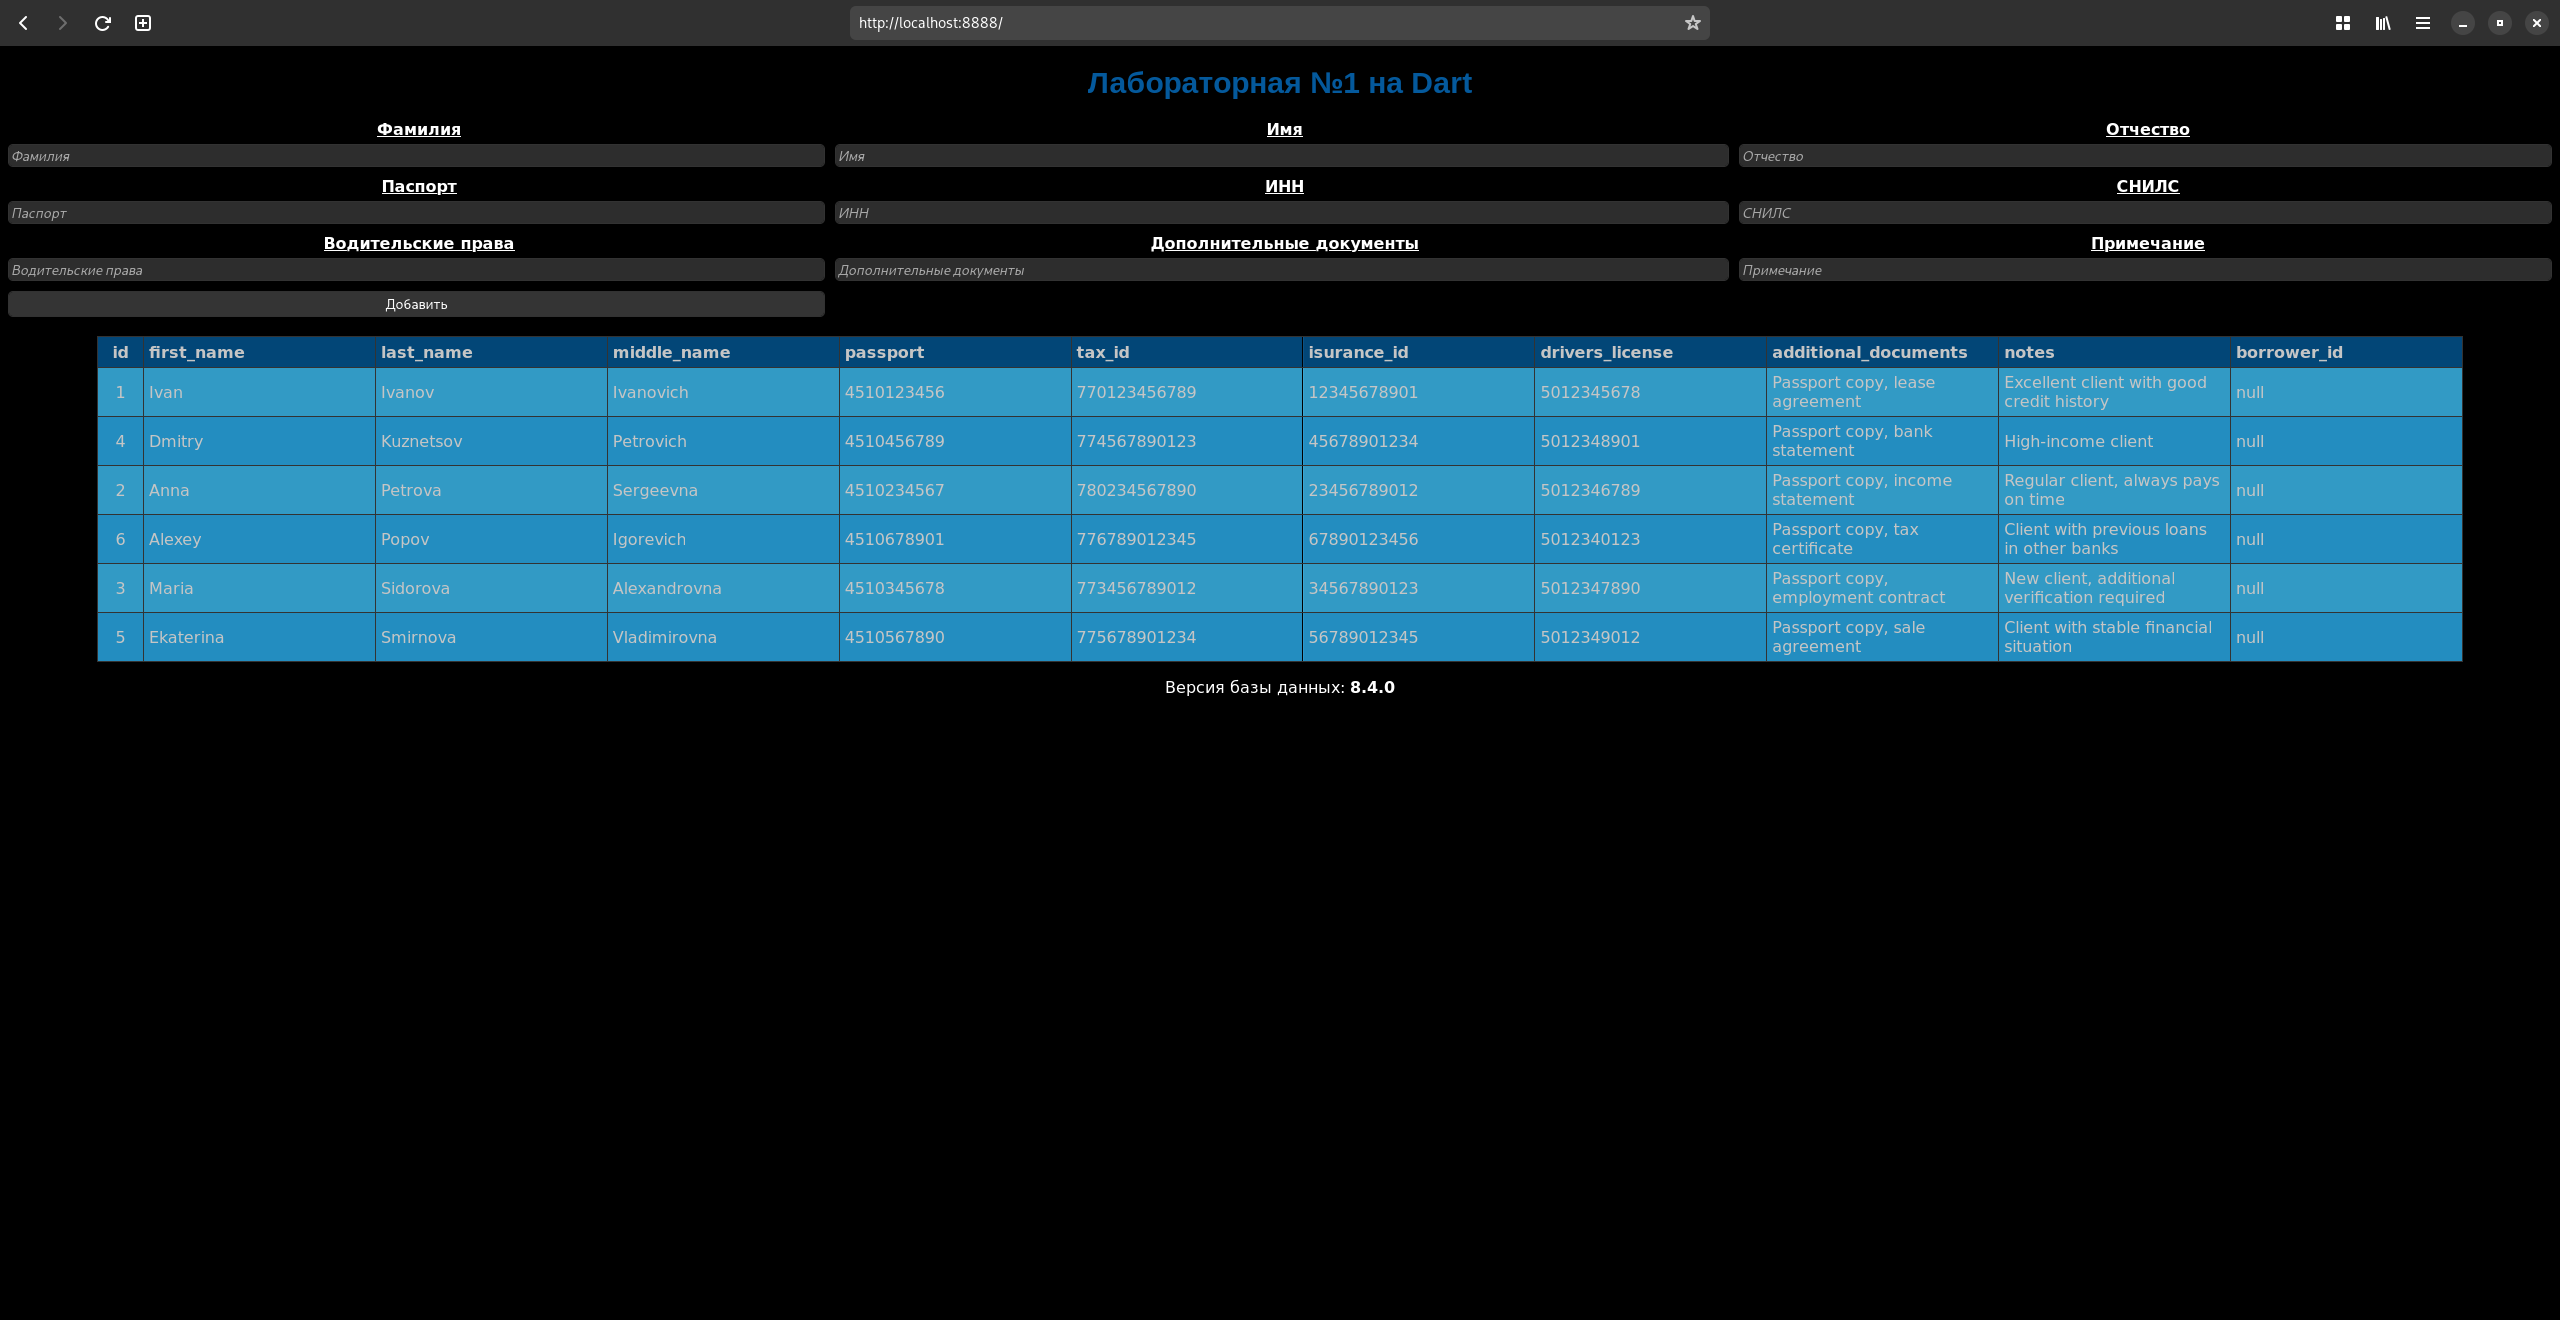 http://localhost:8888/
Лабораторная №1 на Dart
Фамилия Имя Отчество
Фамилия Имя Отчество
Паспорт ИНН СНИЛС
Паспорт ИНН СНИЛС
Водительские права Дополнительные документы Примечание
Водительские права Дополнительные документы Примечание
Добавить
id first_name last_name middle_name passport tax_id isurance_id drivers_license additional_documents notes borrower_id
1 Ivan Ivanov Ivanovich 4510123456 770123456789 12345678901 5012345678 Passport copy, lease agreement Excellent client with good credit history null
4 Dmitry Kuznetsov Petrovich 4510456789 774567890123 45678901234 5012348901 Passport copy, bank statement High-income client null
2 Anna Petrova Sergeevna 4510234567 780234567890 23456789012 5012346789 Passport copy, income statement Regular client, always pays on time null
6 Alexey Popov Igorevich 4510678901 776789012345 67890123456 5012340123 Passport copy, tax certificate Client with previous loans in other banks null
3 Maria Sidorova Alexandrovna 4510345678 773456789012 34567890123 5012347890 Passport copy, employment contract New client, additional verification required null
5 Ekaterina Smirnova Vladimirovna 4510567890 775678901234 56789012345 5012349012 Passport copy, sale agreement Client with stable financial situation null
Версия базы данных: 8.4.0